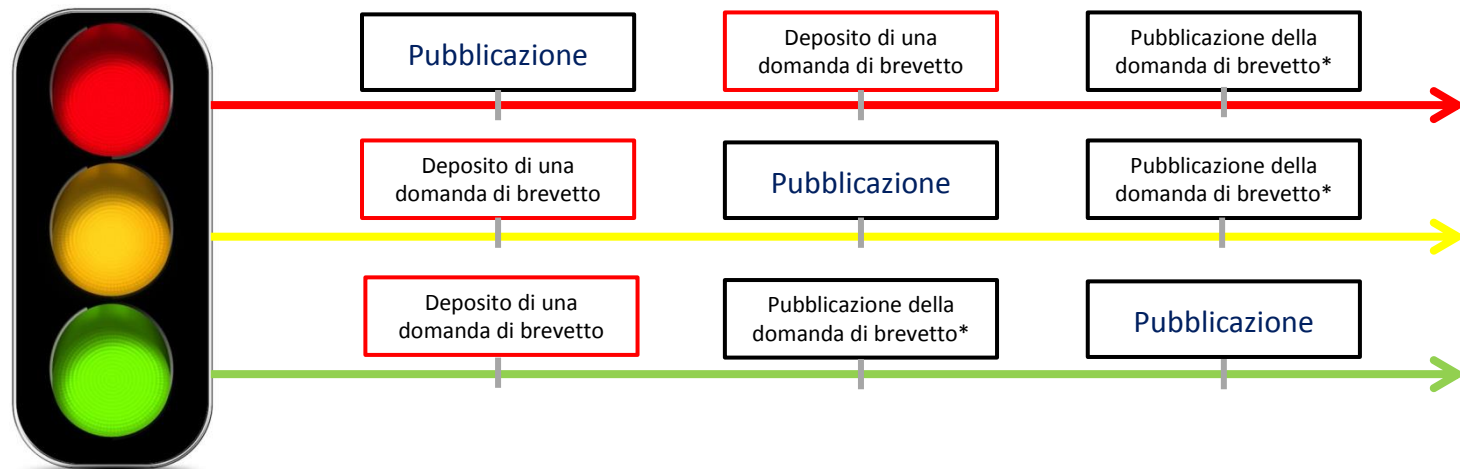 Pubblicazione
Deposito di una
domanda di brevetto
Pubblicazione della
domanda di brevetto*
Deposito di una
domanda di brevetto
Pubblicazione
Pubblicazione della
domanda di brevetto*
Deposito di una
domanda di brevetto
Pubblicazione della
domanda di brevetto*
Pubblicazione